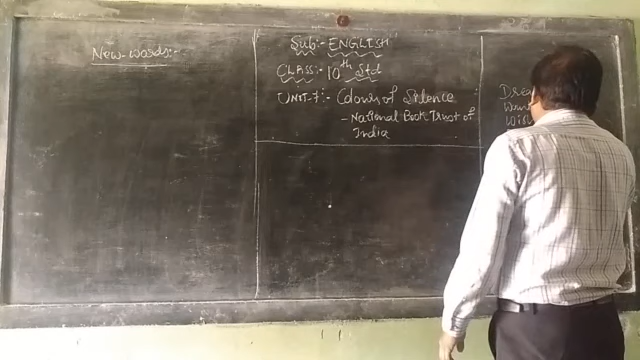 New-words:-
Sub:- ENGLISH
CLASS:- 10th Std
UNIT-7:- Colours of Silence
- National Book Trust of
India